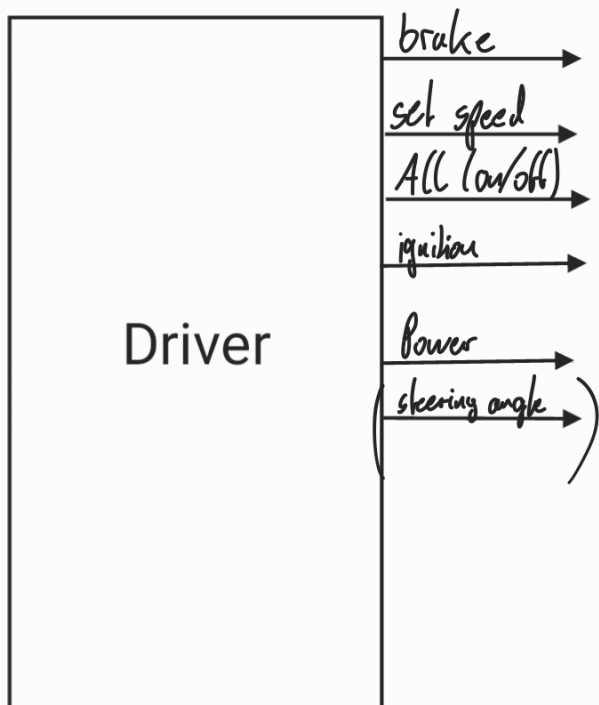 brake
set speed
ACC (on/off)
ignition
Driver
Power
(steering angle)